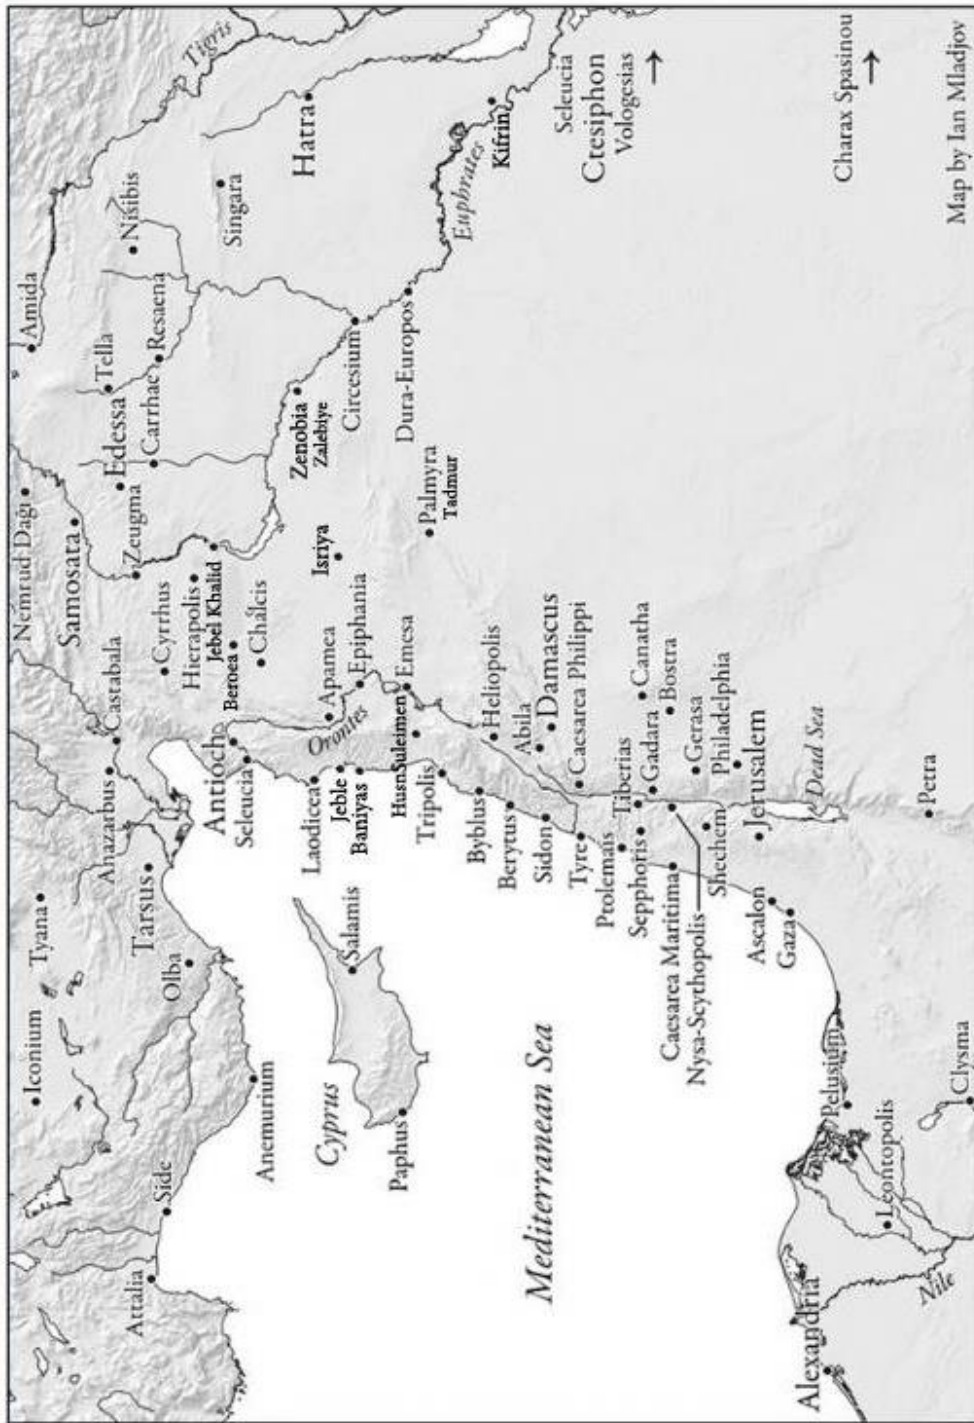 Nemrud Dağı
Amida
Iconium
Tyana
Samosata
Castabala
Anazarbus
Zeugma
Edessa
Tella
Nisibis
Tigris
Attalia
Side
Tarsus
Olba
Cyrrhus
Carrhae
Resaena
Hierapolis
Jebel Khalid
Beroea
Chalcis
Singara
Hatra
Antioch
Seleucia
Anemurium
Zenobia
Zalebiye
Laodicea
Apamea
Isriya
Circesium
Cyprus
Salamis
Jeble
Baniyas
Orontes
Epiphania
Paphus
HusnSuleimen
Emesa
Palmyra
Tadmur
Dura-Europos
Euphrates
Kifrin
Tripolis
Byblus
Heliopolis
Berytus
Abila
Damascus
Sidon
Mediterranean Sea
Seleucia
Ctesiphon
Vologesias
Tyre
Caesarea Philippi
Ptolemais
Tiberias
Canatha
Sepphoris
Gadara
Bostra
Caesarea Maritima
Nysa-Scythopolis
Gerasa
Shechem
Philadelphia
Jerusalem
Ascalon
Gaza
Dead Sea
Alexandria
Pelusium
Charax Spasinou
Leontopolis
Petra
Nile
Clysma
Map by Ian Mladjov